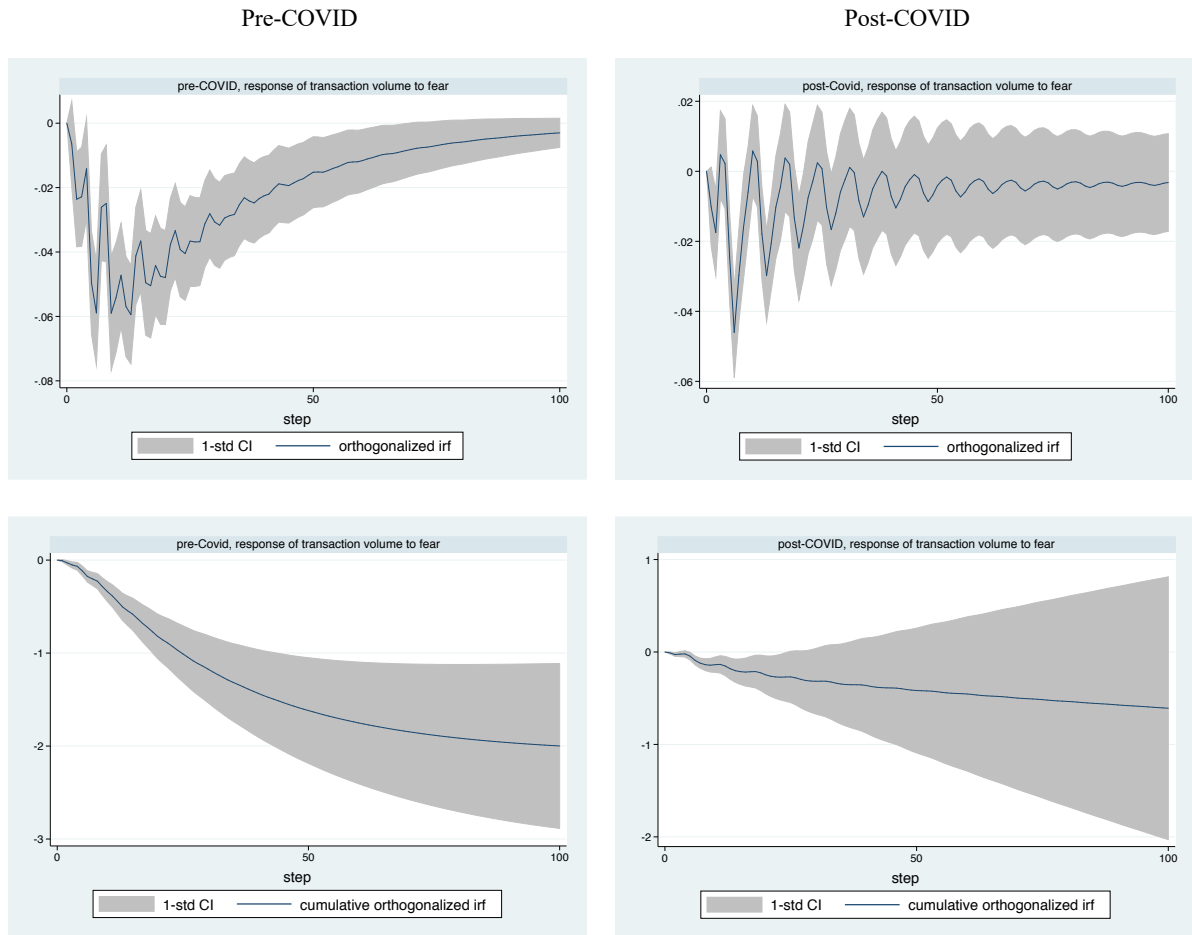 Pre-COVID
Post-COVID
pre-COVID, response of transaction volume to fear
0
-.02
-.04
-.06
-.08
0
50
100
step
1-std CI
orthogonalized irf
post-Covid, response of transaction volume to fear
.02
0
-.02
-.04
-.06
0
50
100
step
1-std CI
orthogonalized irf
pre-Covid, response of transaction volume to fear
0
-1
-2
-3
0
50
100
step
1-std CI
cumulative orthogonalized irf
post-COVID, response of transaction volume to fear
1
0
-1
-2
0
50
100
step
1-std CI
cumulative orthogonalized irf